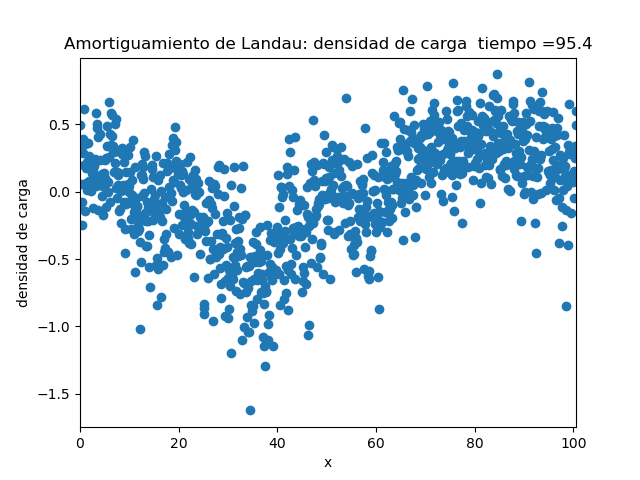 Amortiguamiento de Landau: densidad de carga  tiempo =95.4
densidad de carga
0.5
0.0
−0.5
−1.0
−1.5
0 20 40 60 80 100
x